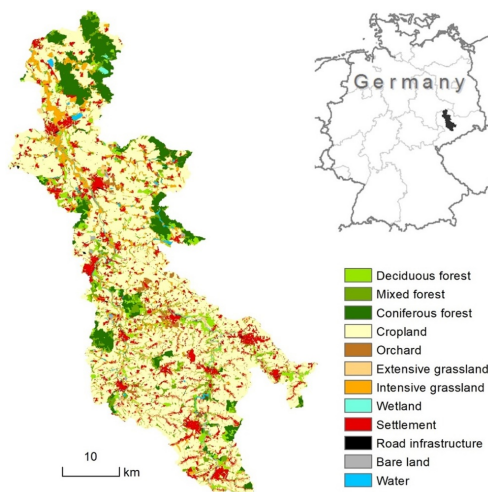 Germany
Deciduous forest
Mixed forest
Coniferous forest
Cropland
Orchard
Extensive grassland
Intensive grassland
Wetland
Settlement
Road infrastructure
Bare land
Water
10
km